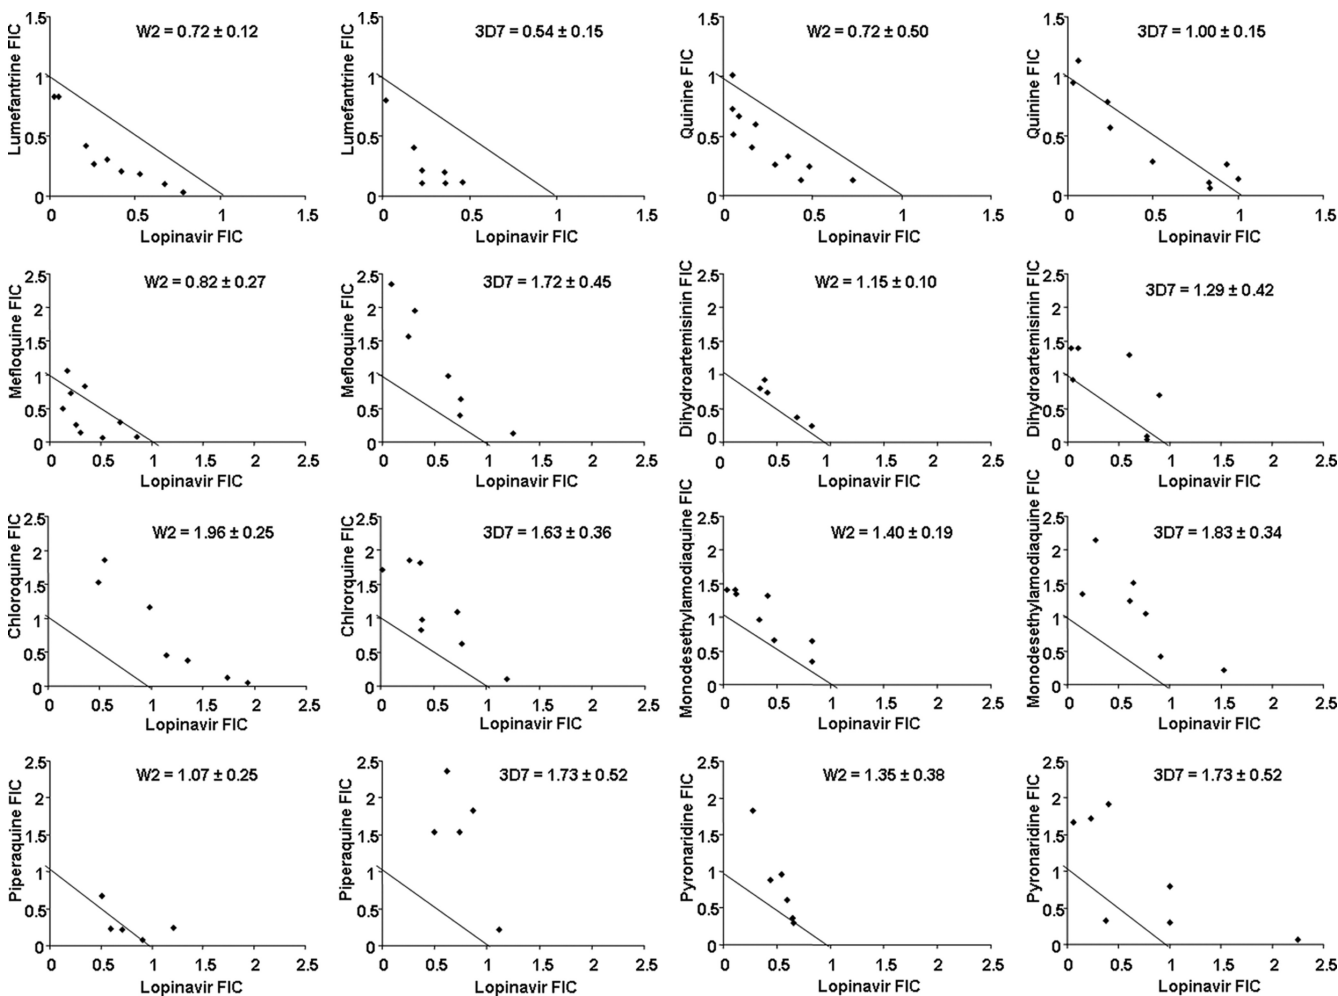 W2 = 0.72 ± 0.12
Lumefantrine FIC
1.5
1
0.5
0
0 0.5 1 1.5
Lopinavir FIC
3D7 = 0.54 ± 0.15
Lumefantrine FIC
1.5
1
0.5
0
0 0.5 1 1.5
Lopinavir FIC
W2 = 0.72 ± 0.50
Quinine FIC
1.5
1
0.5
0
0 0.5 1 1.5
Lopinavir FIC
3D7 = 1.00 ± 0.15
Quinine FIC
1.5
1
0.5
0
0 0.5 1 1.5
Lopinavir FIC
W2 = 0.82 ± 0.27
Mefloquine FIC
2.5
2
1.5
1
0.5
0
0 0.5 1 1.5 2 2.5
Lopinavir FIC
3D7 = 1.72 ± 0.45
Mefloquine FIC
2.5
2
1.5
1
0.5
0
0 0.5 1 1.5 2 2.5
Lopinavir FIC
W2 = 1.15 ± 0.10
Dihydroartemisinin FIC
2.5
2
1.5
1
0.5
0
0 0.5 1 1.5 2 2.5
Lopinavir FIC
3D7 = 1.29 ± 0.42
Dihydroartemisinin FIC
2.5
2
1.5
1
0.5
0
0 0.5 1 1.5 2 2.5
Lopinavir FIC
W2 = 1.96 ± 0.25
Chloroquine FIC
2.5
2
1.5
1
0.5
0
0 0.5 1 1.5 2 2.5
Lopinavir FIC
3D7 = 1.63 ± 0.36
Chlrorquine FIC
2.5
2
1.5
1
0.5
0
0 0.5 1 1.5 2 2.5
Lopinavir FIC
W2 = 1.40 ± 0.19
Monodesethylamodiaquine FIC
2.5
2
1.5
1
0.5
0
0 0.5 1 1.5 2 2.5
Lopinavir FIC
3D7 = 1.83 ± 0.34
Monodesethylamodiaquine FIC
2.5
2
1.5
1
0.5
0
0 0.5 1 1.5 2 2.5
Lopinavir FIC
W2 = 1.07 ± 0.25
Piperaquine FIC
2.5
2
1.5
1
0.5
0
0 0.5 1 1.5 2 2.5
Lopinavir FIC
3D7 = 1.73 ± 0.52
Piperaquine FIC
2.5
2
1.5
1
0.5
0
0 0.5 1 1.5 2 2.5
Lopinavir FIC
W2 = 1.35 ± 0.38
Pyronaridine FIC
2.5
2
1.5
1
0.5
0
0 0.5 1 1.5 2 2.5
Lopinavir FIC
3D7 = 1.73 ± 0.52
Pyronaridine FIC
2.5
2
1.5
1
0.5
0
0 0.5 1 1.5 2 2.5
Lopinavir FIC